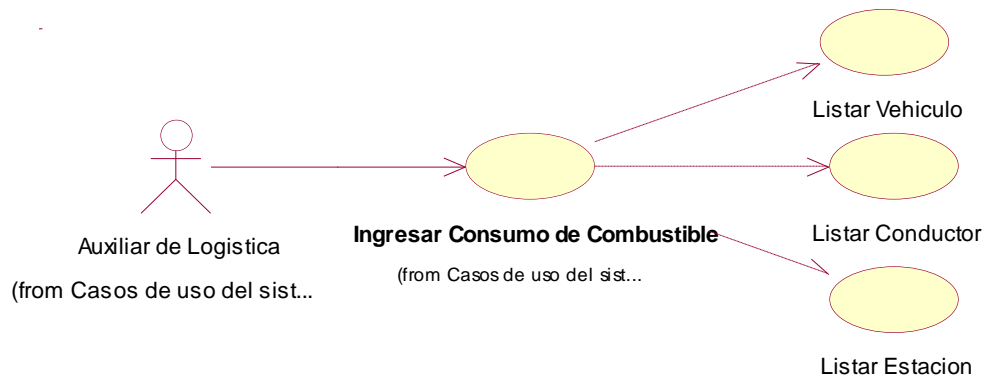 Listar Vehiculo
Auxiliar de Logistica
(from Casos de uso del sist...
Ingresar Consumo de Combustible
(from Casos de uso del sist...
Listar Conductor
Listar Estacion